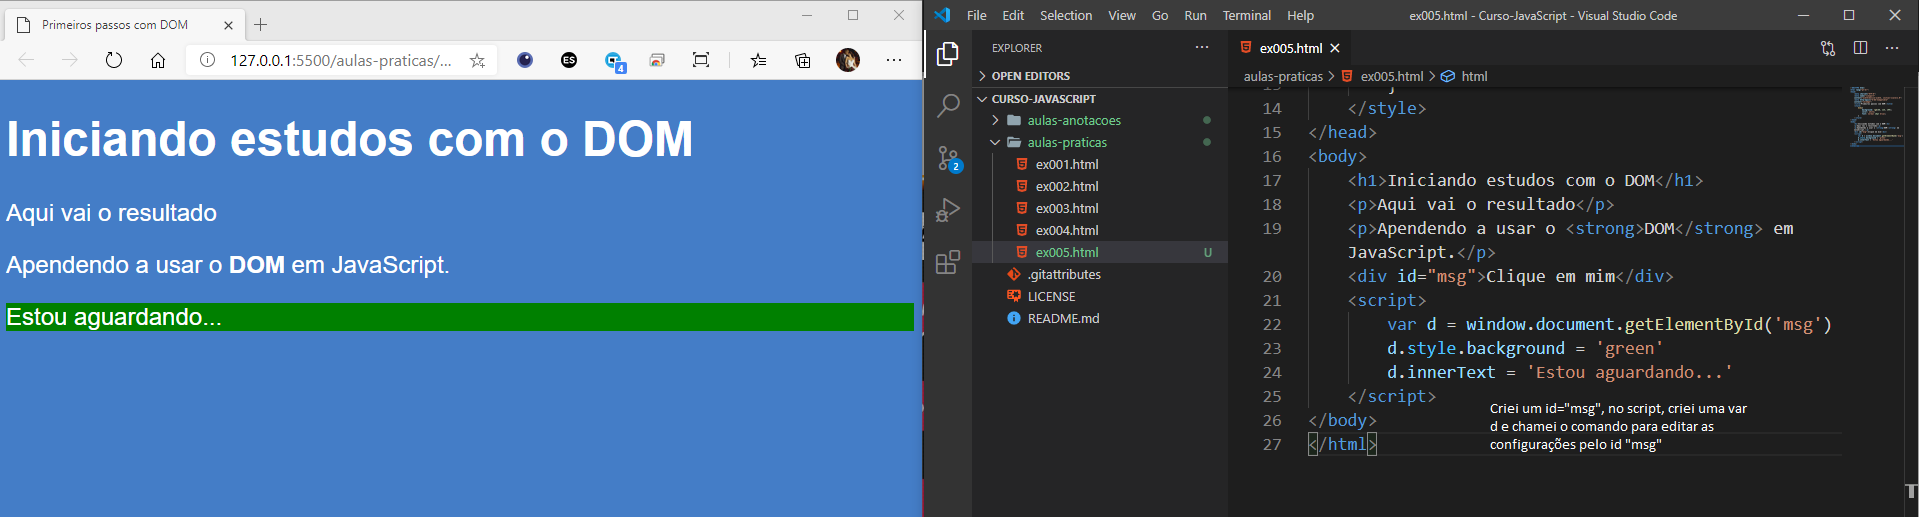 Primeiros passos com DOM
127.0.0.1:5500/aulas-praticas/...
ES
4
Iniciando estudos com o DOM
Aqui vai o resultado
Apendendo a usar o DOM em JavaScript.
Estou aguardando...
File Edit Selection View Go Run Terminal Help
ex005.html - Curso-JavaScript - Visual Studio Code
EXPLORER
OPEN EDITORS
CURSO-JAVASCRIPT
aulas-anotacoes
aulas-praticas
ex001.html
ex002.html
ex003.html
ex004.html
ex005.html U
.gitattributes
LICENSE
README.md
2
ex005.html
aulas-praticas > ex005.html > html
14 </style>
15 </head>
16 <body>
17 <h1>Iniciando estudos com o DOM</h1>
18 <p>Aqui vai o resultado</p>
19 <p>Apendendo a usar o <strong>DOM</strong> em
JavaScript.</p>
20 <div id="msg">Clique em mim</div>
21 <script>
22 var d = window.document.getElementById('msg')
23 d.style.background = 'green'
24 d.innerText = 'Estou aguardando...'
25 </script>
26 </body>
27 </html>
Criei um id="msg", no script, criei uma var
d e chamei o comando para editar as
configurações pelo id "msg"